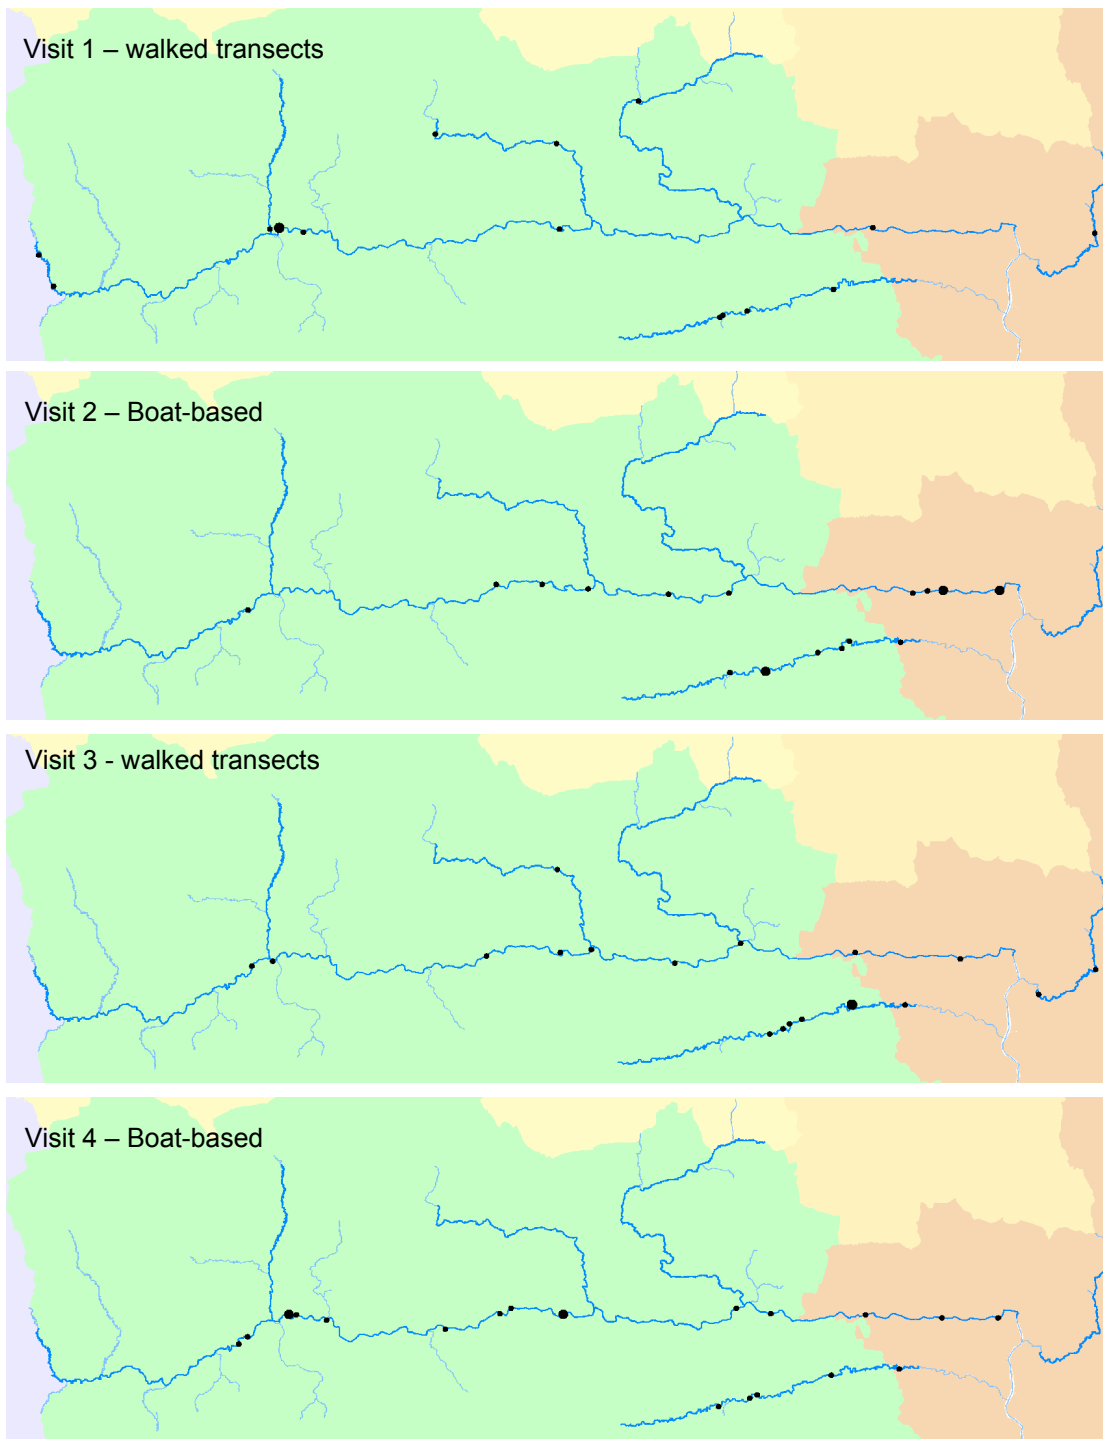 Visit 1 – walked transects
Visit 2 – Boat-based
Visit 3 - walked transects
Visit 4 – Boat-based